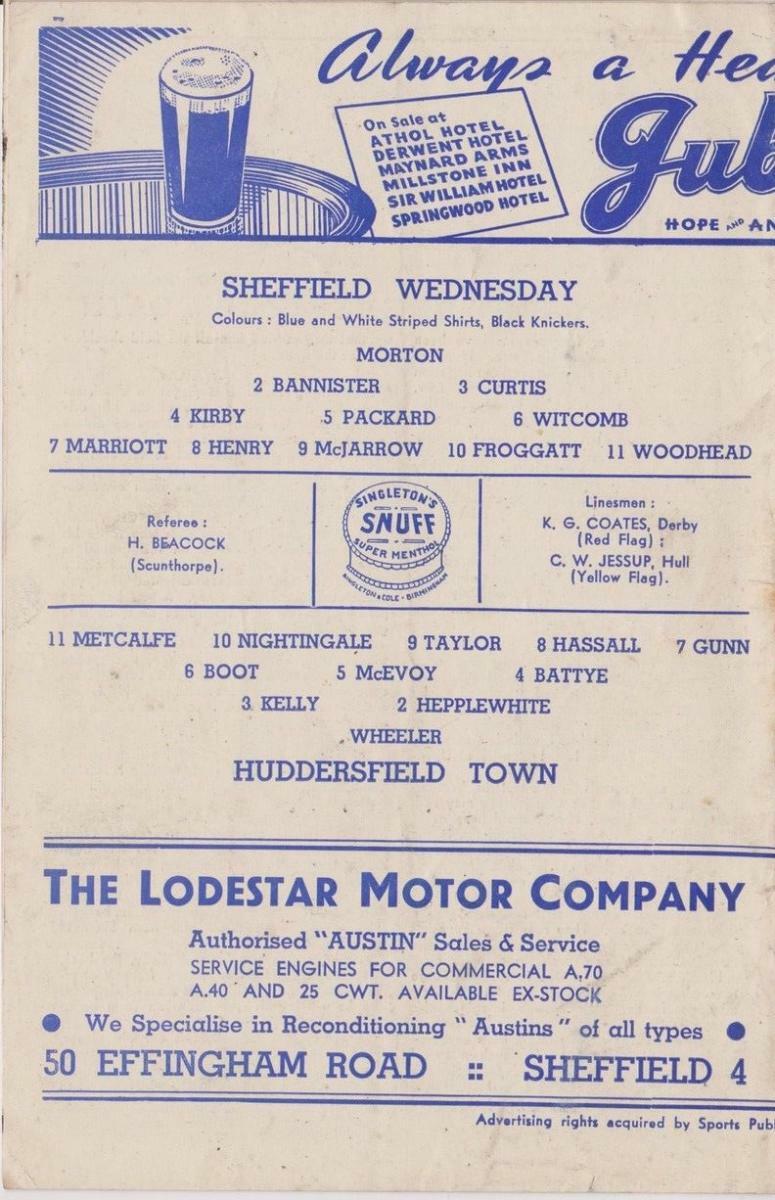 Always a Hea
On Sale at
ATHOL HOTEL
DERWENT HOTEL
MAYNARD ARMS
MILLSTONE INN
SIR WILLIAM HOTEL
SPRINGWOOD HOTEL
Jub
HOPE AND AN
SHEFFIELD WEDNESDAY
Colours : Blue and White Striped Shirts, Black Knickers.
MORTON
2 BANNISTER 3 CURTIS
4 KIRBY 5 PACKARD 6 WITCOMB
7 MARRIOTT 8 HENRY 9 McJARROW 10 FROGGATT 11 WOODHEAD
Referee :
H. BEACOCK
(Scunthorpe).
SINGLETON'S
SNUFF
SUPER MENTHOL
SINGLETON & COLE - BIRMINGHAM
Linesmen :
K. G. COATES, Derby
(Red Flag) ;
C. W. JESSUP, Hull
(Yellow Flag).
11 METCALFE 10 NIGHTINGALE 9 TAYLOR 8 HASSALL 7 GUNN
6 BOOT 5 McEVOY 4 BATTYE
3 KELLY 2 HEPPLEWHITE
WHEELER
HUDDERSFIELD TOWN
THE LODESTAR MOTOR COMPANY
Authorised "AUSTIN" Sales & Service
SERVICE ENGINES FOR COMMERCIAL A.70
A.40 AND 25 CWT. AVAILABLE EX-STOCK
● We Specialise in Reconditioning "Austins" of all types ●
50 EFFINGHAM ROAD :: SHEFFIELD 4
Advertising rights acquired by Sports Publ